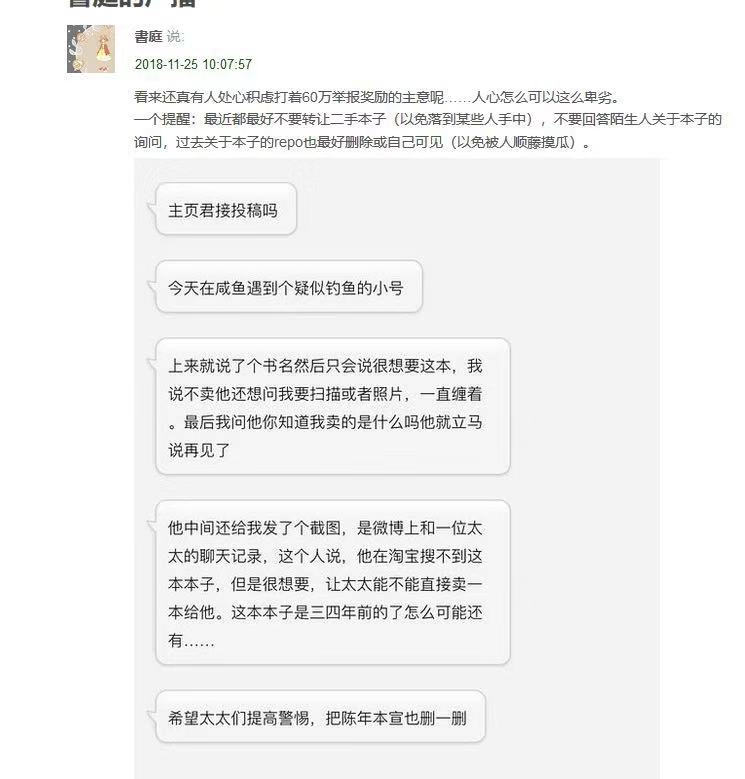 書庭的广播
書庭 说:
2018-11-25 10:07:57
看来还真有人处心积虑打着60万举报奖励的主意呢……人心怎么可以这么卑劣。
一个提醒：最近都最好不要转让二手本子（以免落到某些人手中），不要回答陌生人关于本子的
询问，过去关于本子的repo也最好删除或自己可见（以免被人顺藤摸瓜）。
主页君接投稿吗
今天在咸鱼遇到个疑似钓鱼的小号
上来就说了个书名然后只会说很想要这本，我
说不卖他还想问我要扫描或者照片，一直缠着
。最后我问他你知道我卖的是什么吗他就立马
说再见了
他中间还给我发了个截图，是微博上和一位太
太的聊天记录，这个人说，他在淘宝搜不到这
本本子，但是很想要，让太太能不能直接卖一
本给他。这本本子是三四年前的了怎么可能还
有……
希望太太们提高警惕，把陈年本宣也删一删